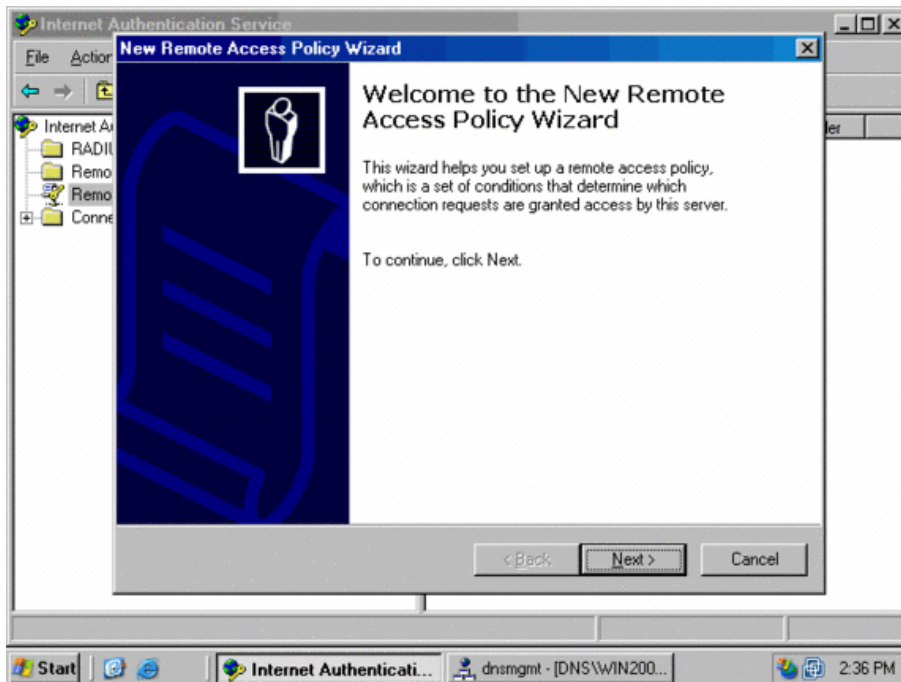 Internet Authentication Service
New Remote Access Policy Wizard
File Action
Welcome to the New Remote
Access Policy Wizard
This wizard helps you set up a remote access policy,
which is a set of conditions that determine which
connection requests are granted access by this server.
To continue, click Next.
Internet Au
RADIU
Remo
Remo
Conne
der
< Back
Next >
Cancel
Start
Internet Authenticati...
dnsmgmt - [DNS\WIN200...
2:36 PM